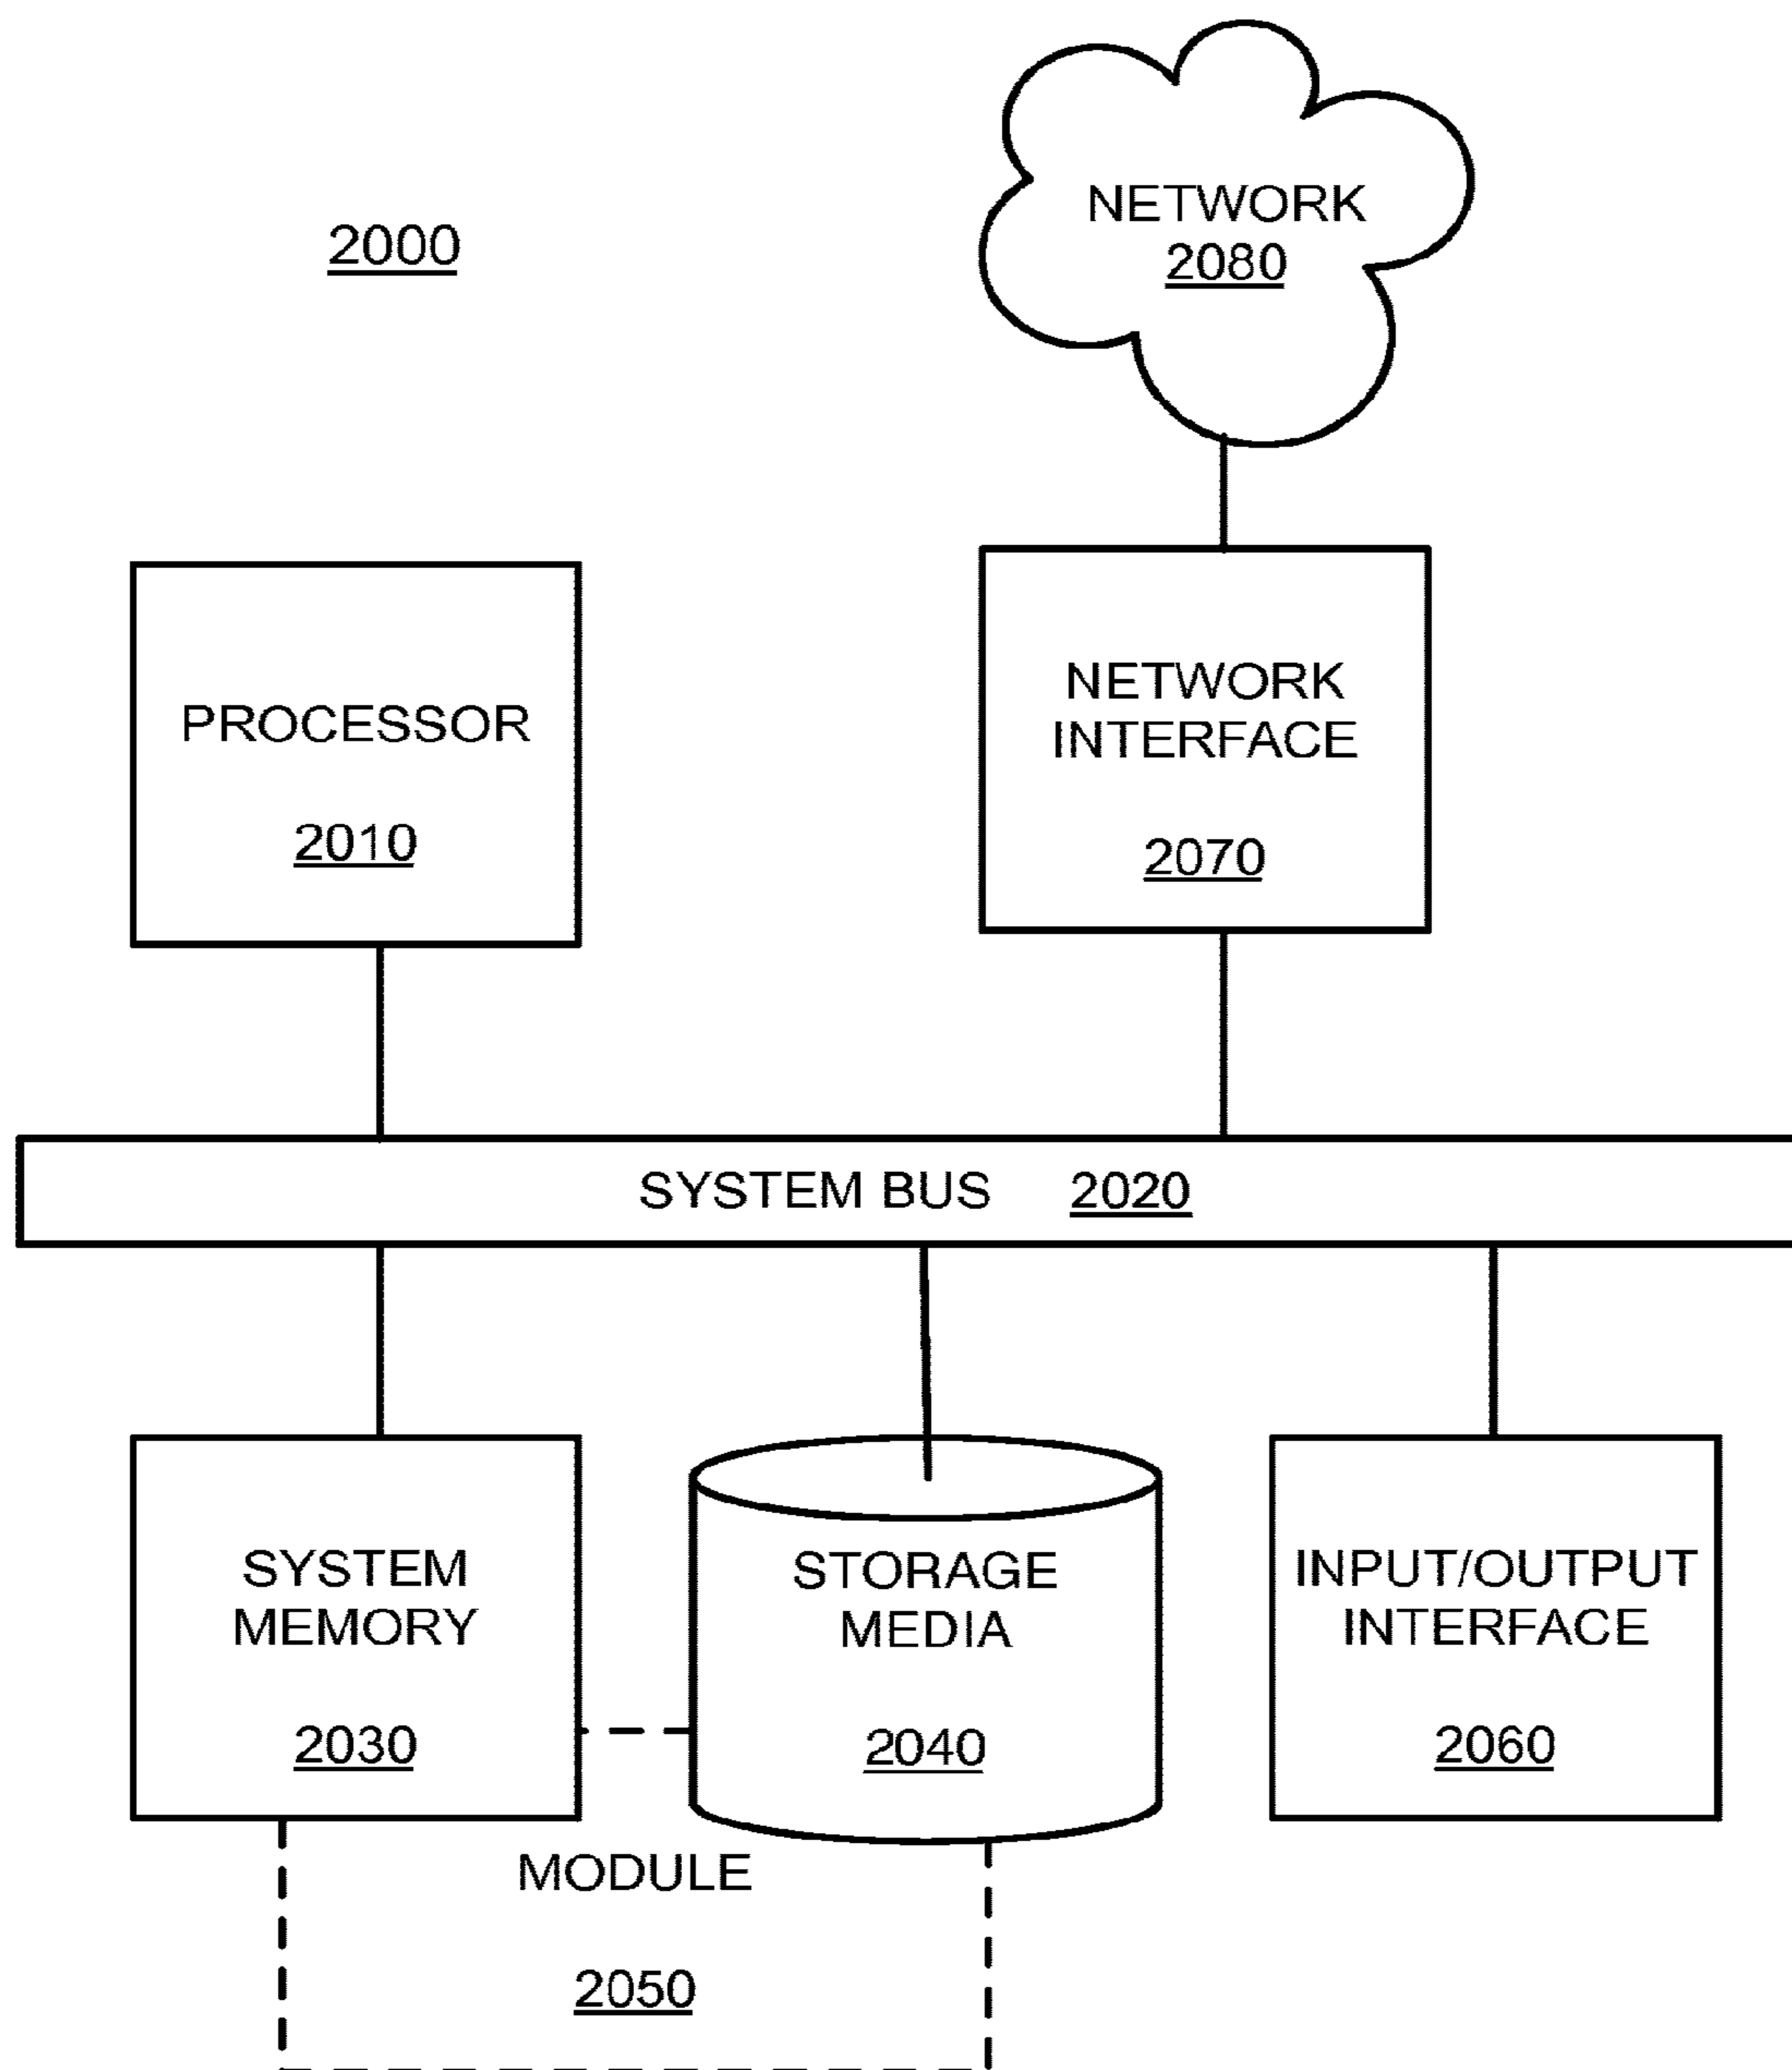 NETWORK
2080
2000
PROCESSOR
2010
NETWORK
INTERFACE
2070
SYSTEM BUS 2020
SYSTEM
MEMORY
2030
STORAGE
MEDIA
2040
INPUT/OUTPUT
INTERFACE
2060
MODULE
2050